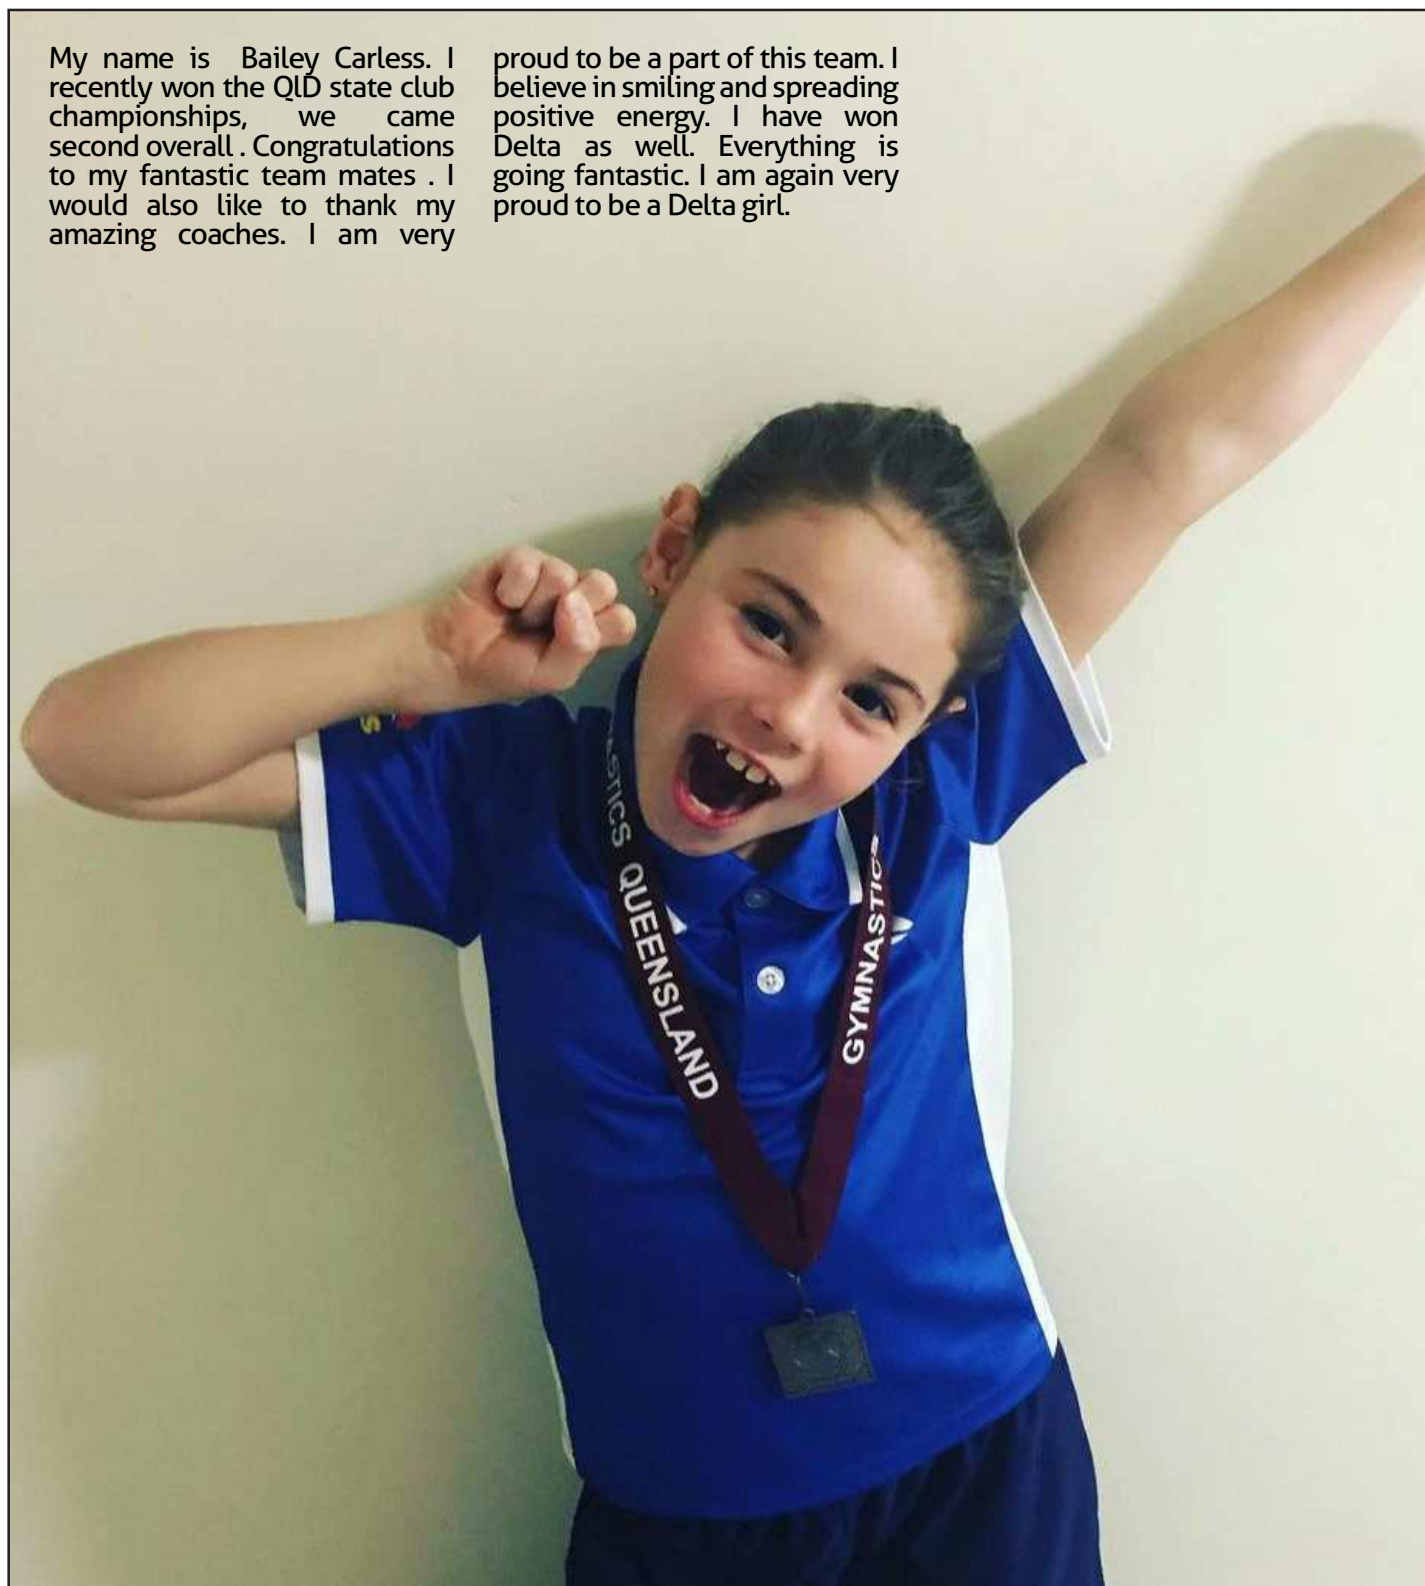 My name is Bailey Carless. I
recently won the QlD state club
championships, we came
second overall . Congratulations
to my fantastic team mates . I
would also like to thank my
amazing coaches. I am very
proud to be a part of this team. I
believe in smiling and spreading
positive energy. I have won
Delta as well. Everything is
going fantastic. I am again very
proud to be a Delta girl.
QUEENSLAND
GYMNASTICS